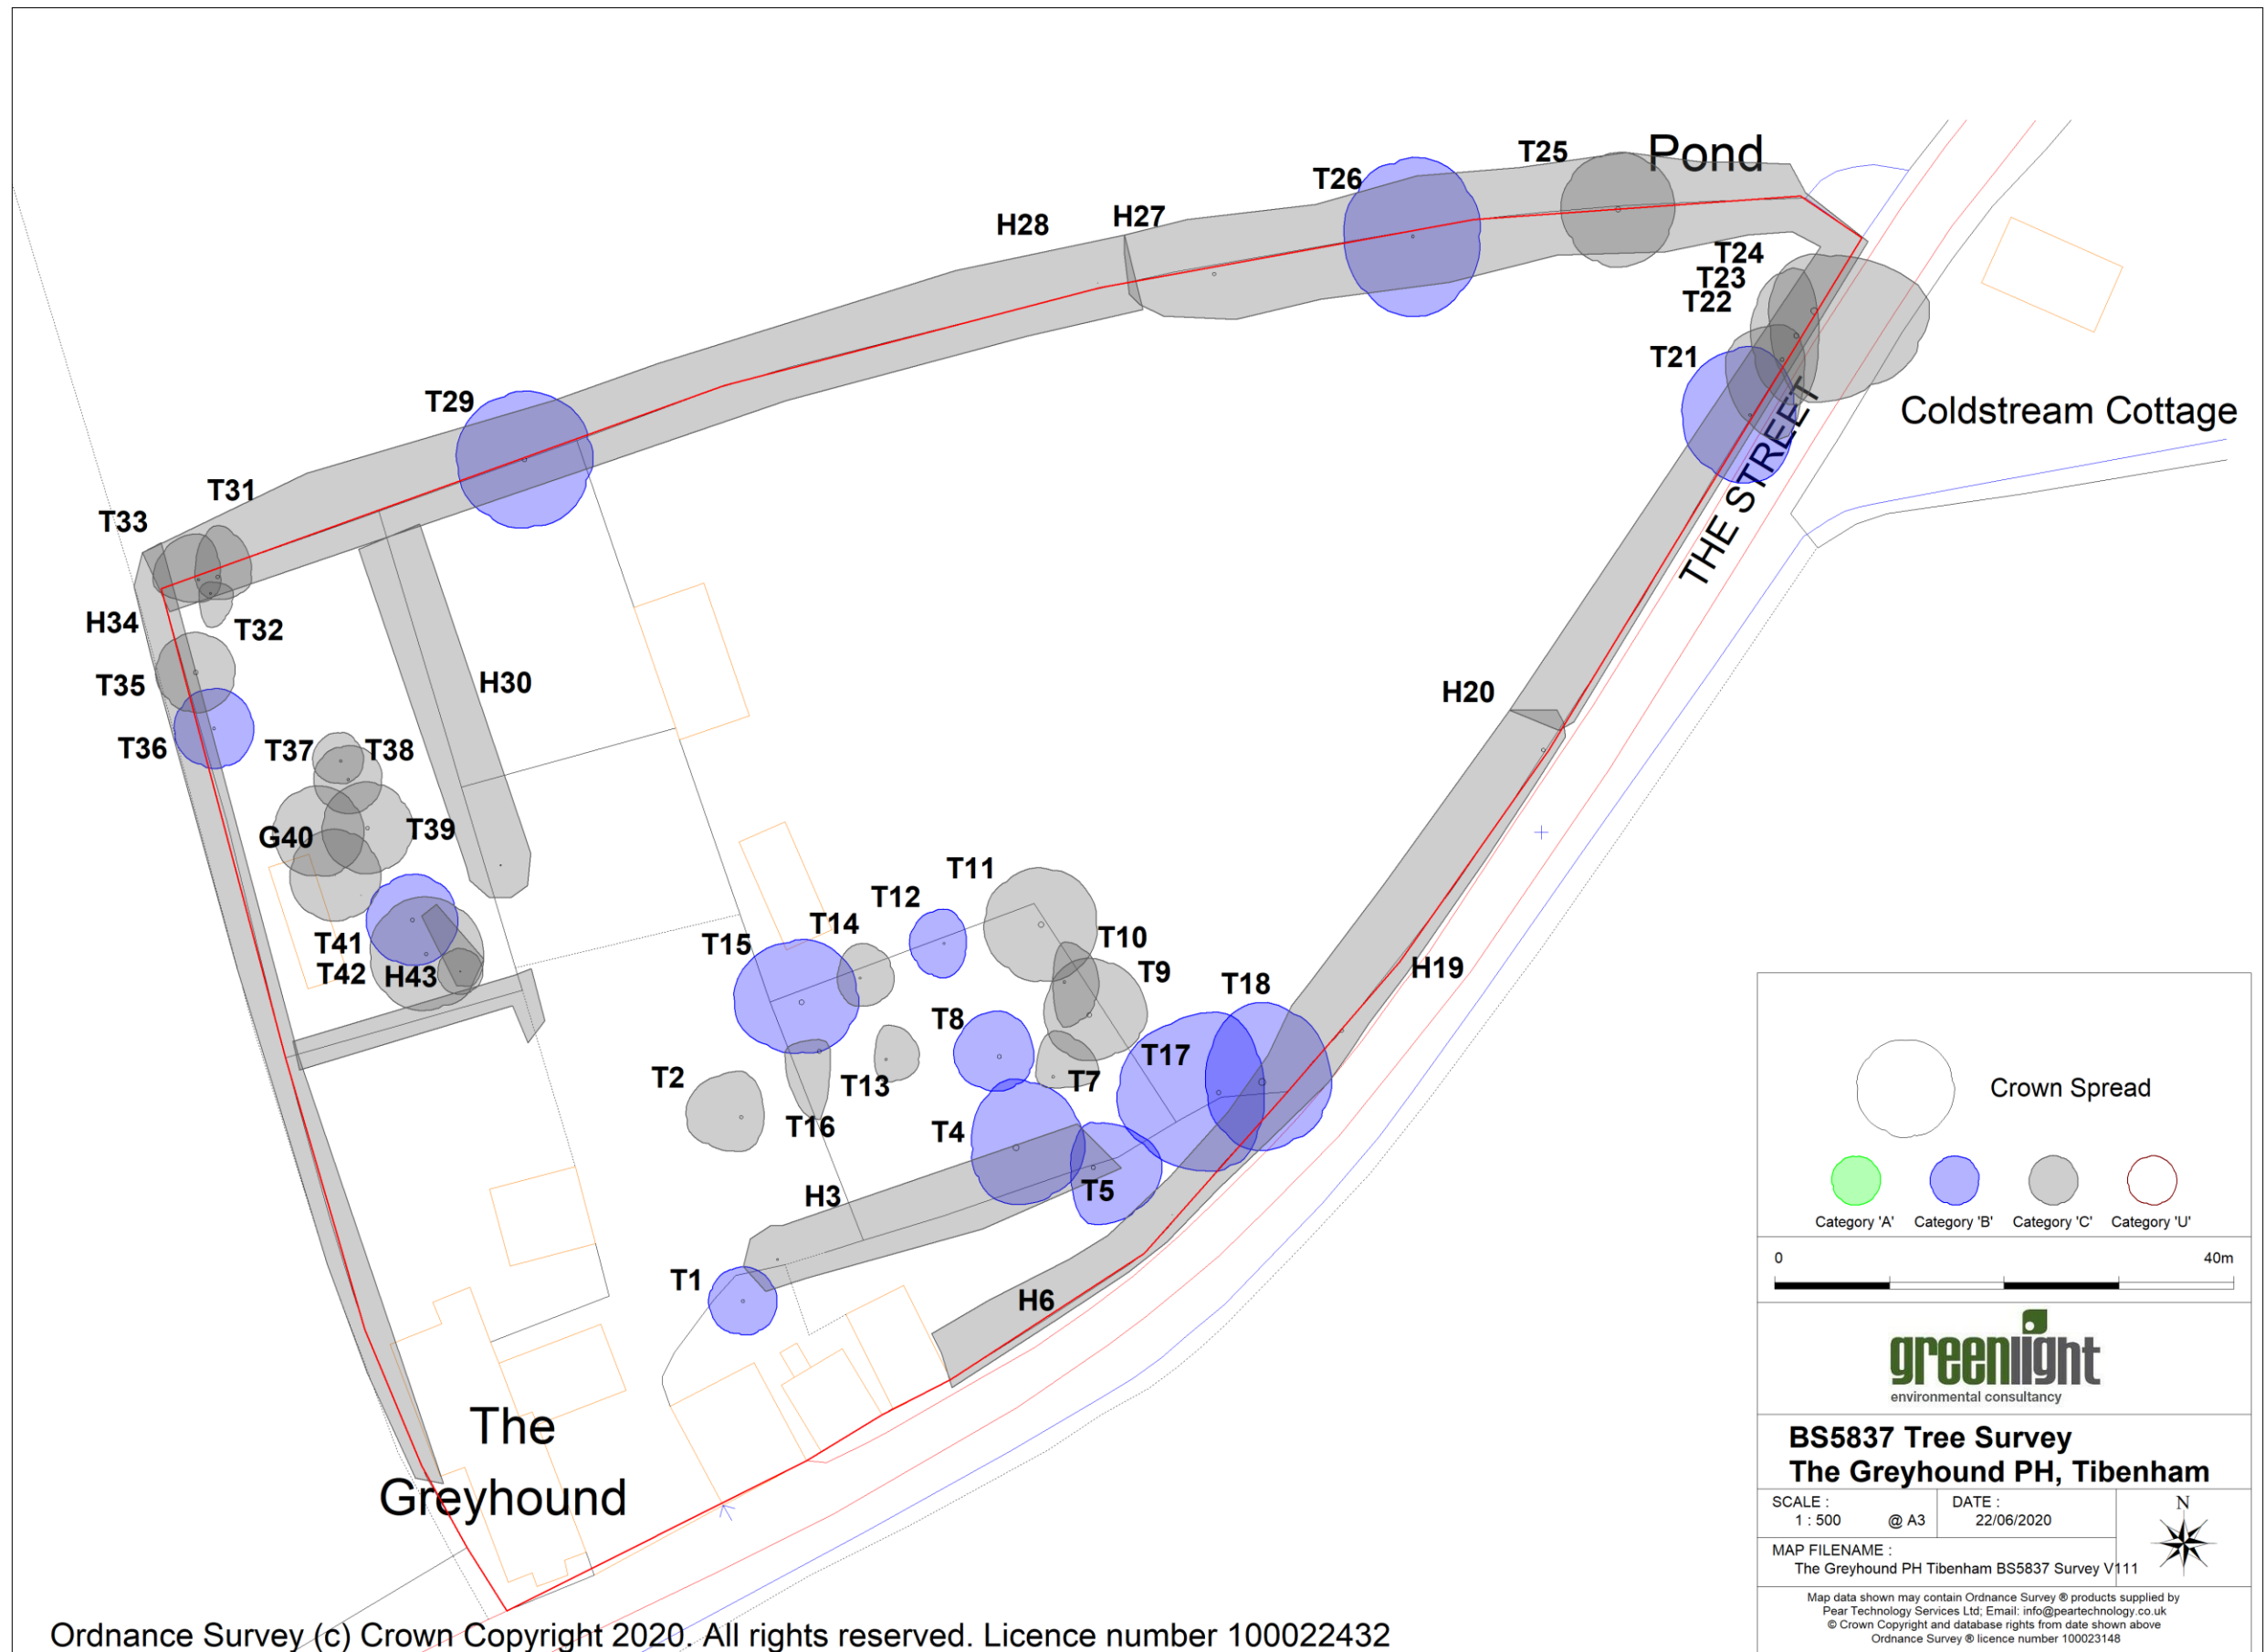 Pond
T25
T26
H27
H28
T24
T23
T22
T21
T29
Coldstream Cottage
THE STREET
T31
T33
H34
T32
T35
H30
H20
T36
T37
T38
G40
T39
T11
T12
T14
T15
T10
T41
T42
H43
T9
H19
T18
T8
T17
T2
T13
T7
T16
T4
T5
H3
T1
H6
The
Greyhound
Crown Spread
Category 'A' Category 'B' Category 'C' Category 'U'
0 40m
greenlight
environmental consultancy
BS5837 Tree Survey
The Greyhound PH, Tibenham
SCALE :
1 : 500 @ A3
DATE :
22/06/2020
N
MAP FILENAME :
The Greyhound PH Tibenham BS5837 Survey V111
Map data shown may contain Ordnance Survey ® products supplied by
Pear Technology Services Ltd; Email: info@peartechnology.co.uk
© Crown Copyright and database rights from date shown above
Ordnance Survey ® licence number 100023148
Ordnance Survey (c) Crown Copyright 2020. All rights reserved. Licence number 100022432